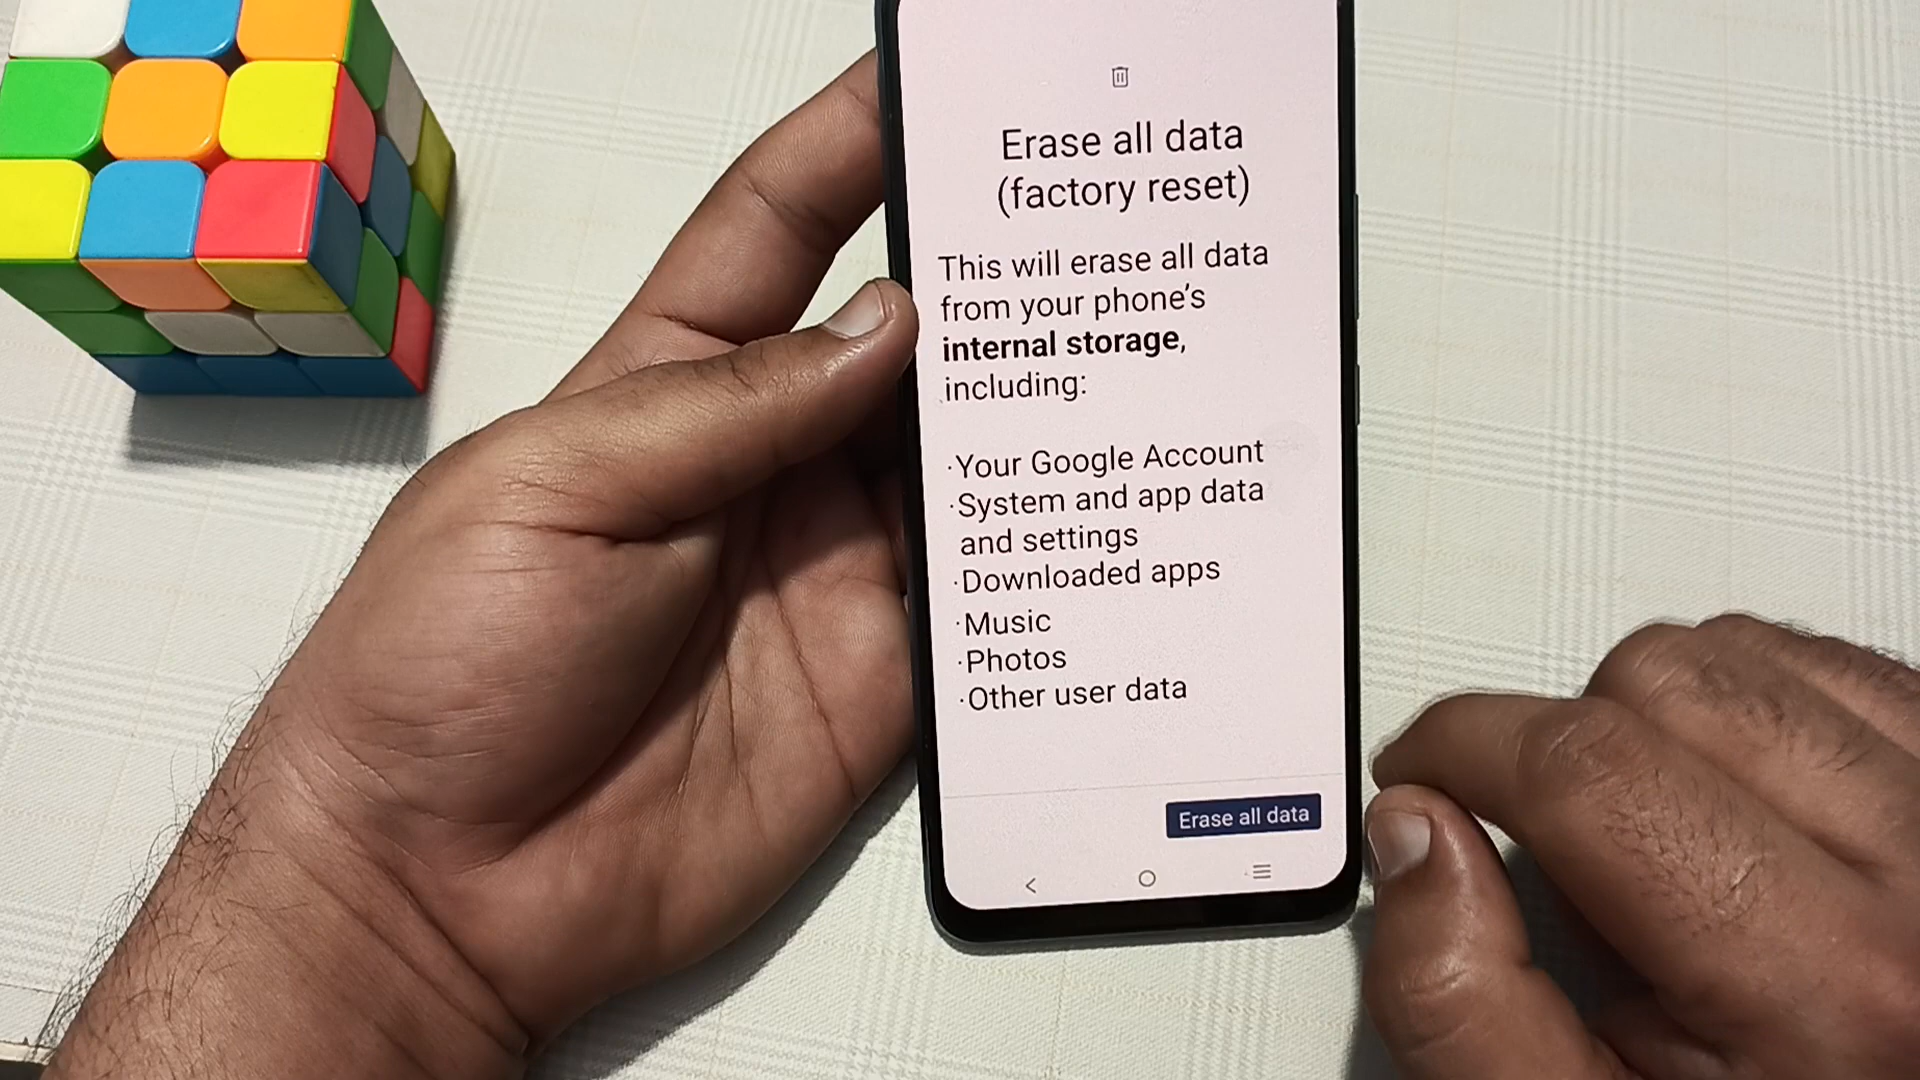 Erase all data
(factory reset)
This will erase all data
from your phone's
internal storage,
including:
·Your Google Account
·System and app data
and settings
·Downloaded apps
·Music
·Photos
·Other user data
Erase all data